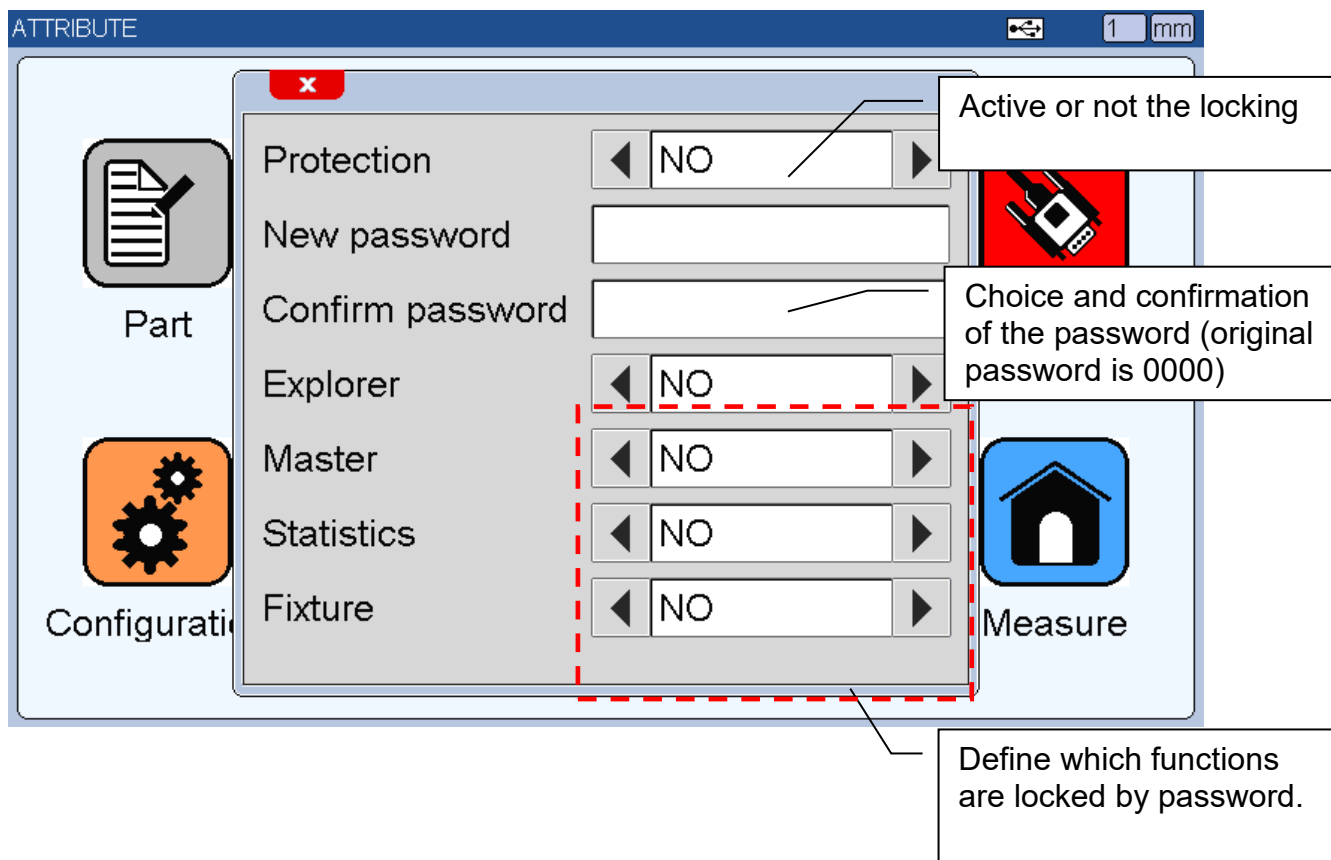 ATTRIBUTE
1 mm
x
Active or not the locking
Protection NO
New password
Confirm password
Choice and confirmation
of the password (original
password is 0000)
Part
Explorer NO
Master NO
Statistics NO
Fixture NO
Configurati
Measure
Define which functions
are locked by password.